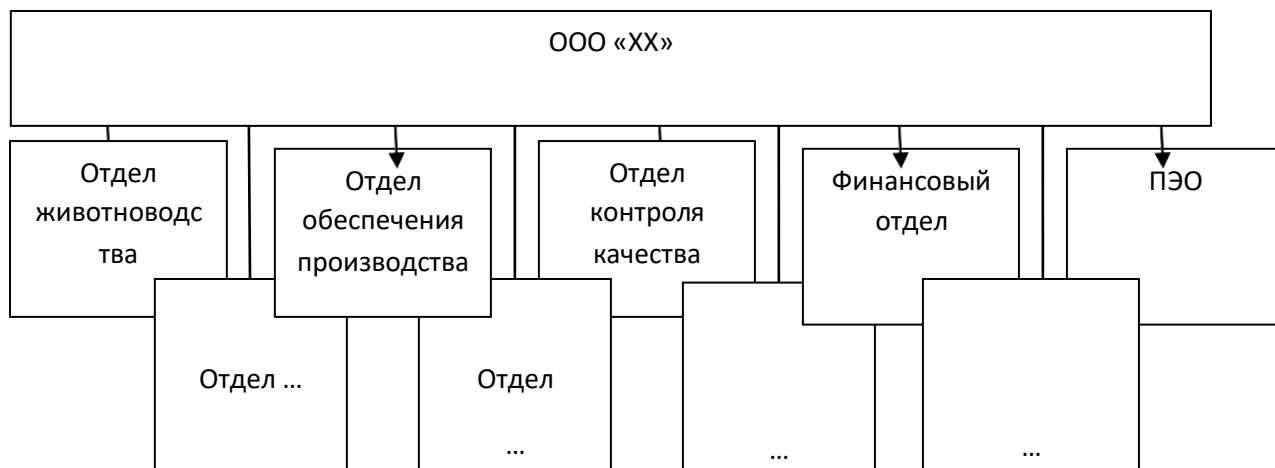 ООО «ХХ»
Отдел
животноводс
тва
Отдел
обеспечения
производства
Отдел
контроля
качества
Финансовый
отдел
ПЭО
Отдел ...
Отдел
...
...
...